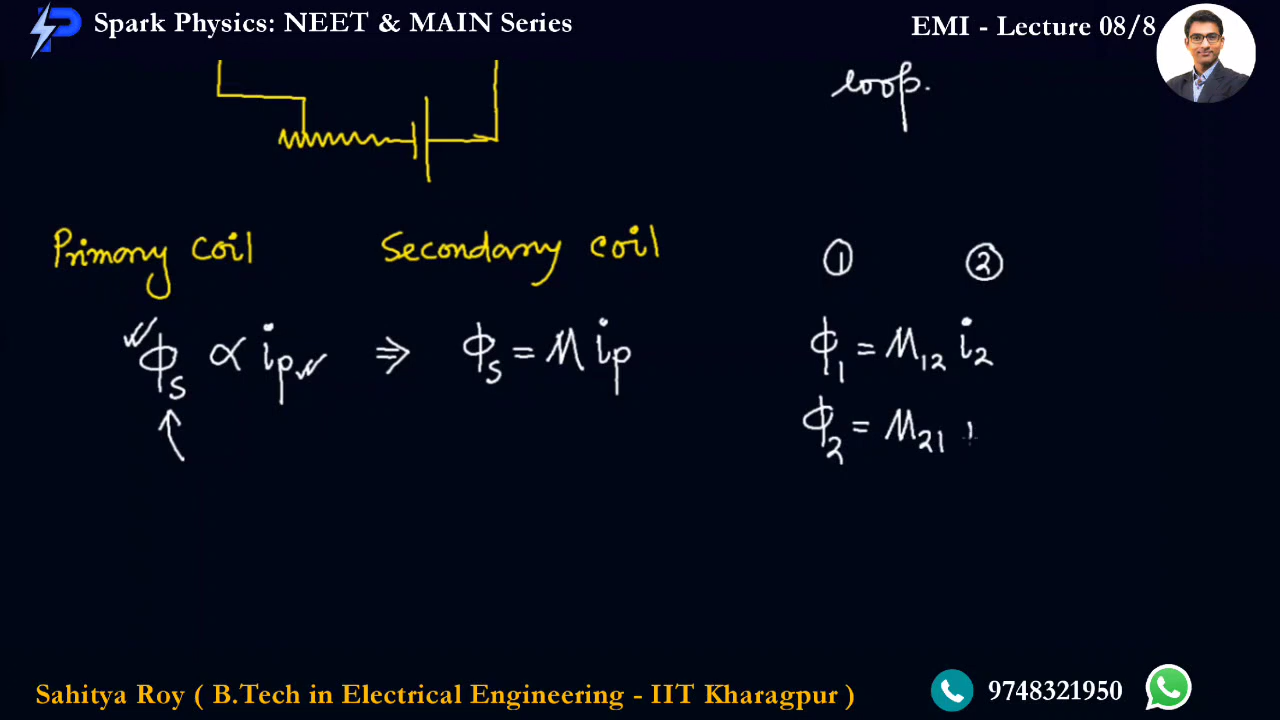 Spark Physics: NEET & MAIN Series
EMI - Lecture 08/8
loop.
Primary coil Secondary coil
① ②
ϕₛ ∝ iₚ ⇒ ϕₛ = M iₚ
ϕ₁ = M₁₂ i₂
ϕ₂ = M₂₁
Sahitya Roy ( B.Tech in Electrical Engineering - IIT Kharagpur )
9748321950